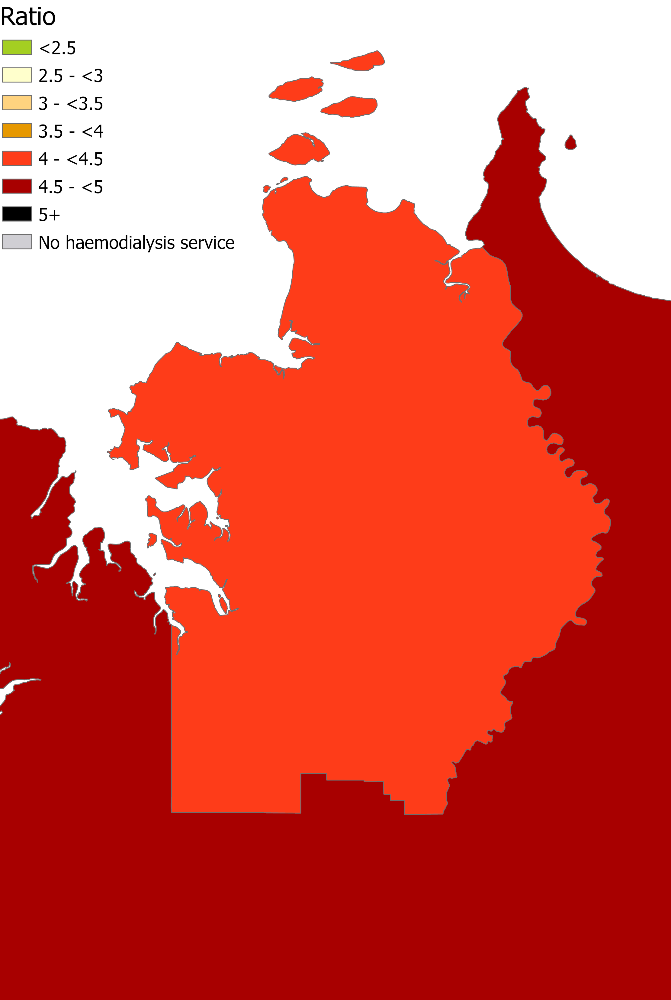 Ratio
<2.5
2.5 - <3
3 - <3.5
3.5 - <4
4 - <4.5
4.5 - <5
5+
No haemodialysis service